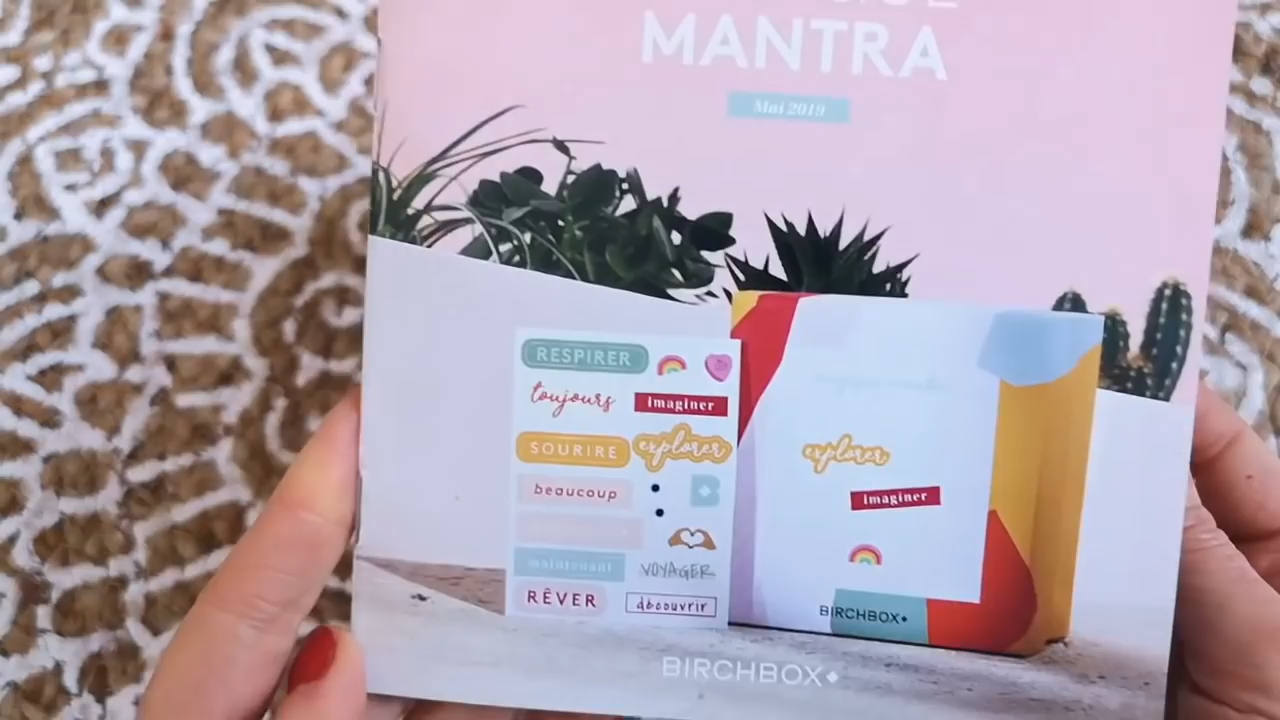 MANTRA
Mai 2019
RESPIRER
toujours
imaginer
SOURIRE
explorer
beaucoup
maintenant
VOYAGER
RÊVER
découvrir
explorer
imaginer
BIRCHBOX
BIRCHBOX